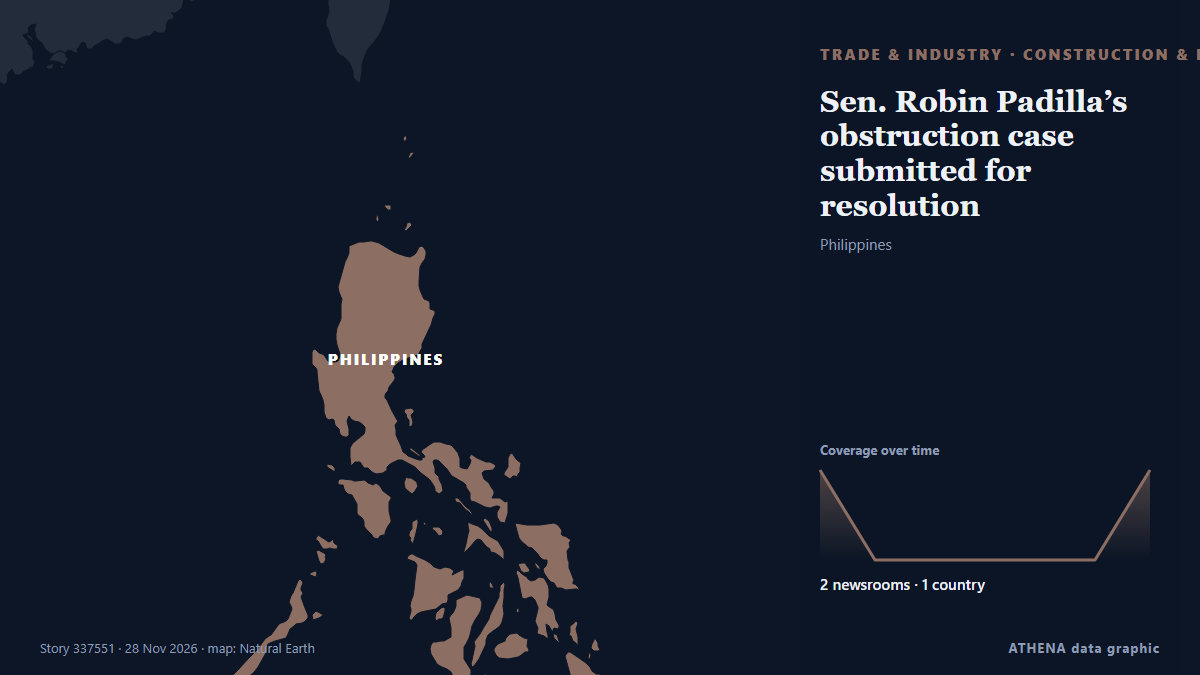 TRADE & INDUSTRY · CONSTRUCTION &
Sen. Robin Padilla’s
obstruction case
submitted for
resolution
Philippines
PHILIPPINES
Coverage over time
2 newsrooms · 1 country
Story 337551 · 28 Nov 2026 · map: Natural Earth
ATHENA data graphic